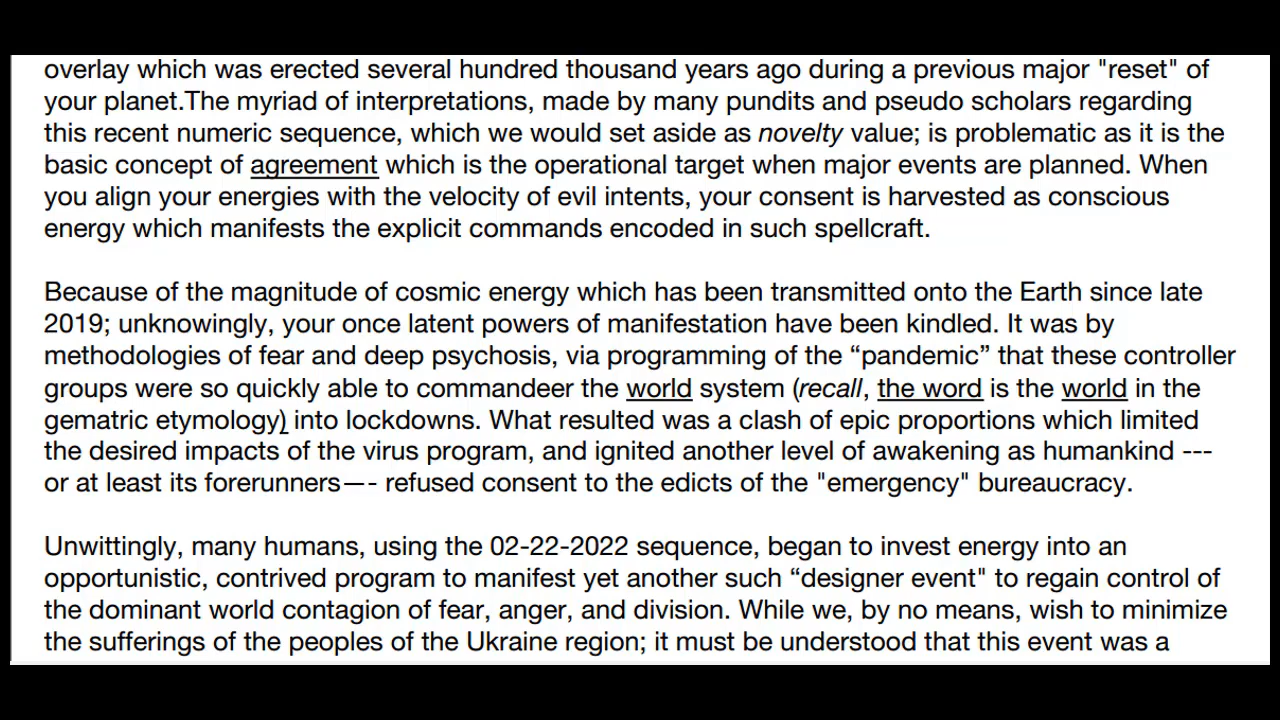 overlay which was erected several hundred thousand years ago during a previous major "reset" of
your planet.The myriad of interpretations, made by many pundits and pseudo scholars regarding
this recent numeric sequence, which we would set aside as novelty value; is problematic as it is the
basic concept of agreement which is the operational target when major events are planned. When
you align your energies with the velocity of evil intents, your consent is harvested as conscious
energy which manifests the explicit commands encoded in such spellcraft.
Because of the magnitude of cosmic energy which has been transmitted onto the Earth since late
2019; unknowingly, your once latent powers of manifestation have been kindled. It was by
methodologies of fear and deep psychosis, via programming of the “pandemic” that these controller
groups were so quickly able to commandeer the world system (recall, the word is the world in the
gematric etymology) into lockdowns. What resulted was a clash of epic proportions which limited
the desired impacts of the virus program, and ignited another level of awakening as humankind ---
or at least its forerunners—- refused consent to the edicts of the "emergency" bureaucracy.
Unwittingly, many humans, using the 02-22-2022 sequence, began to invest energy into an
opportunistic, contrived program to manifest yet another such “designer event" to regain control of
the dominant world contagion of fear, anger, and division. While we, by no means, wish to minimize
the sufferings of the peoples of the Ukraine region; it must be understood that this event was a